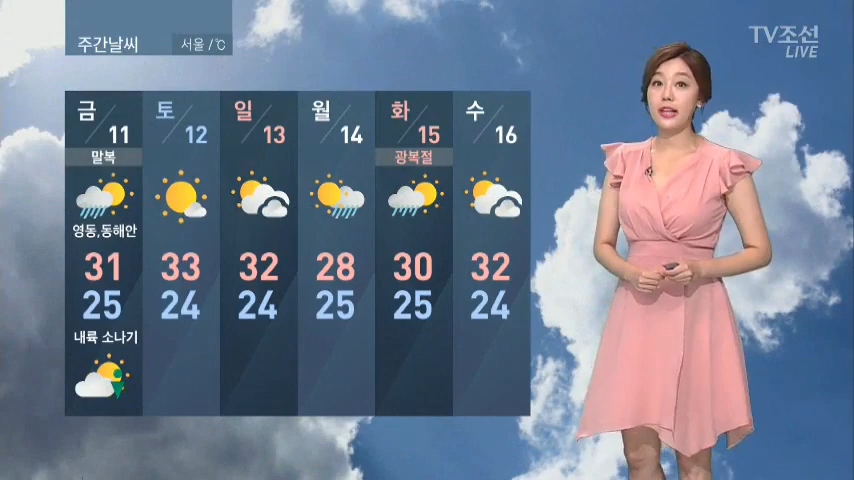 TV조선
LIVE
주간날씨
서울 /℃
금 11
토 12
일 13
월 14
화 15
수 16
말복
광복절
영동,동해안
31 33 32 28 30 32
25 24 24 25 25 24
내륙 소나기